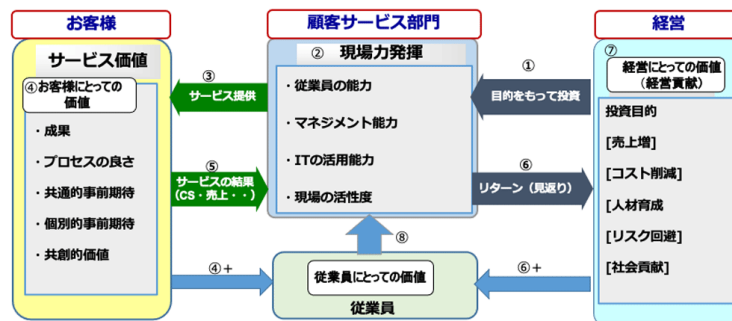 お客様
サービス価値
④お客様にとっての
価値
・成果
・プロセスの良さ
・共通的事前期待
・個別的事前期待
・共創的価値
③
サービス提供
⑤
サービスの結果
（CS・売上・・）
顧客サービス部門
② 現場力発揮
・従業員の能力
・マネジメント能力
・ITの活用能力
・現場の活性度
①
目的をもって投資
⑥
リターン（見返り）
経営
⑦
経営にとっての価値
（経営貢献）
投資目的
[売上増]
[コスト削減]
[人材育成]
[リスク回避]
[社会貢献]
④+
⑧
従業員にとっての価値
従業員
⑥+